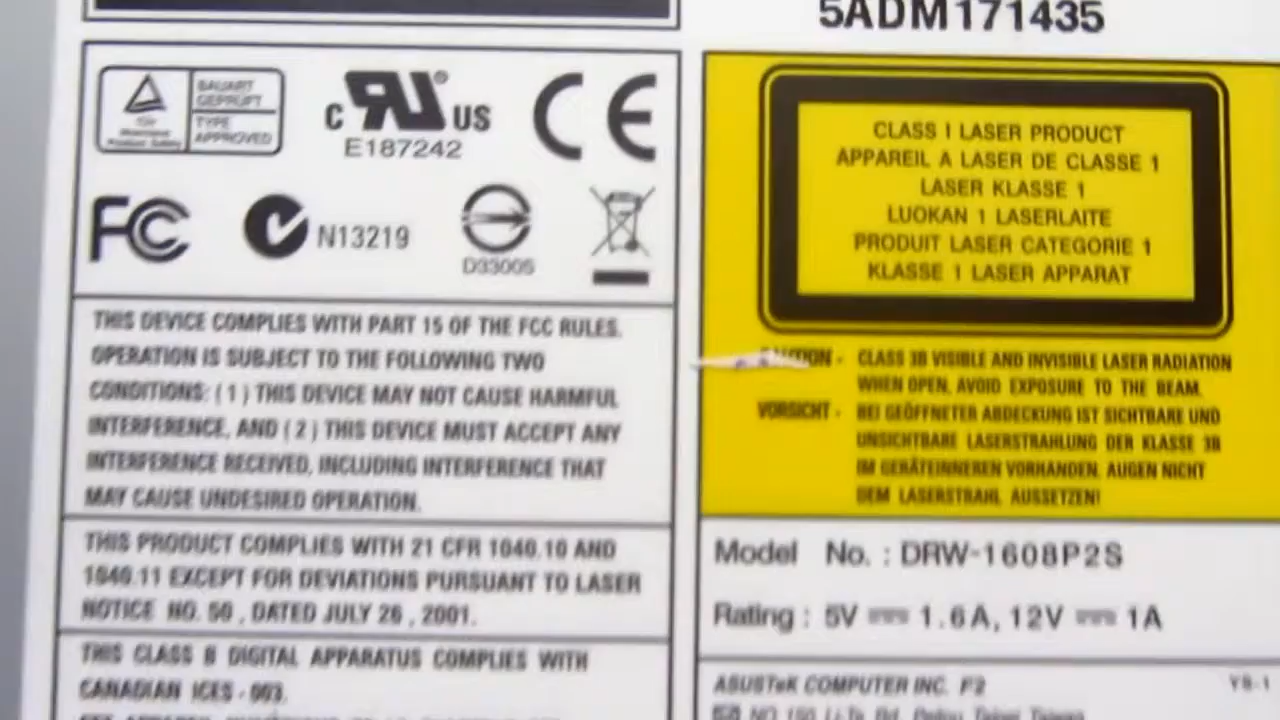 5ADM171435
BAUART
GEPRÜFT
TYPE
APPROVED
Product Safety
C UR US
E187242
CE
FC
N13219
D33005
THIS DEVICE COMPLIES WITH PART 15 OF THE FCC RULES.
OPERATION IS SUBJECT TO THE FOLLOWING TWO
CONDITIONS: ( 1 ) THIS DEVICE MAY NOT CAUSE HARMFUL
INTERFERENCE, AND ( 2 ) THIS DEVICE MUST ACCEPT ANY
INTERFERENCE RECEIVED, INCLUDING INTERFERENCE THAT
MAY CAUSE UNDESIRED OPERATION.
THIS PRODUCT COMPLIES WITH 21 CFR 1040.10 AND
1040.11 EXCEPT FOR DEVIATIONS PURSUANT TO LASER
NOTICE NO. 50 , DATED JULY 26 , 2001.
THIS CLASS B DIGITAL APPARATUS COMPLIES WITH
CANADIAN ICES - 003.
CLASS 1 LASER PRODUCT
APPAREIL A LASER DE CLASSE 1
LASER KLASSE 1
LUOKAN 1 LASERLAITE
PRODUIT LASER CATEGORIE 1
KLASSE 1 LASER APPARAT
CAUTION - CLASS 3B VISIBLE AND INVISIBLE LASER RADIATION
WHEN OPEN. AVOID EXPOSURE TO THE BEAM.
VORSICHT - BEI GEÖFFNETER ABDECKUNG IST SICHTBARE UND
UNSICHTBARE LASERSTRAHLUNG DER KLASSE 3B
IM GERÄTEINNEREN VORHANDEN. AUGEN NICHT
DEM LASERSTRAHL AUSSETZEN!
Model No. : DRW-1608P2S
Rating : 5V ⎓ 1.6A, 12V ⎓ 1A
ASUSTeK COMPUTER INC. P2 Y8-1